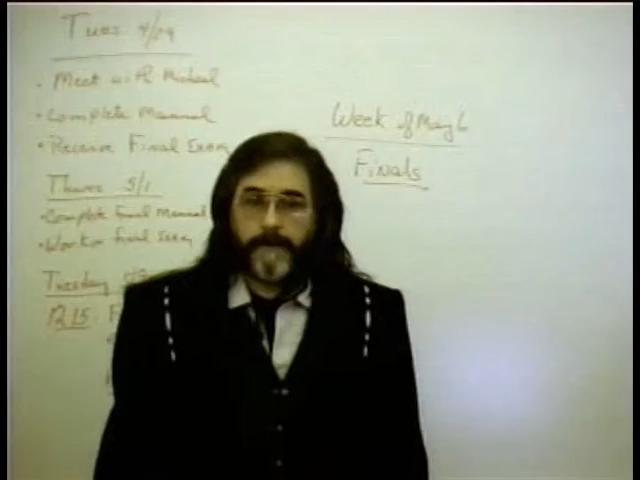 Tues 4/29
• Meet with Michael
• Complete Manual
• Receive Final Exam
Thurs 5/1
• Complete final manual
• Work on final Exam
Tuesday
12:15
Week of May 6
Finals